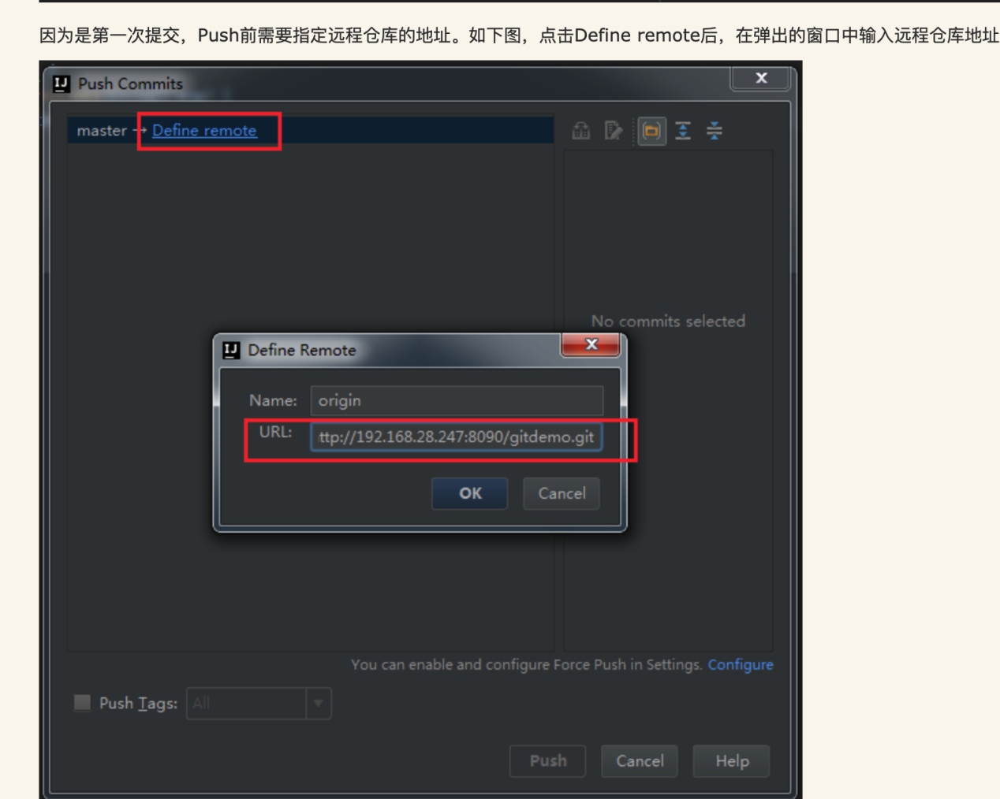 因为是第一次提交，Push前需要指定远程仓库的地址。如下图，点击Define remote后，在弹出的窗口中输入远程仓库地址
Push Commits
master → Define remote
No commits selected
Define Remote
Name: origin
URL: ttp://192.168.28.247:8090/gitdemo.git
OK Cancel
You can enable and configure Force Push in Settings. Configure
Push Tags: All
Push Cancel Help